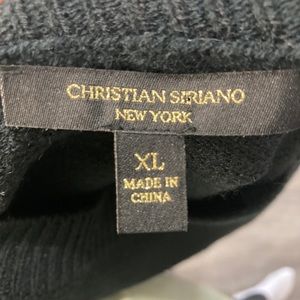 CHRISTIAN SIRIANO
NEW YORK
XL
MADE IN
CHINA